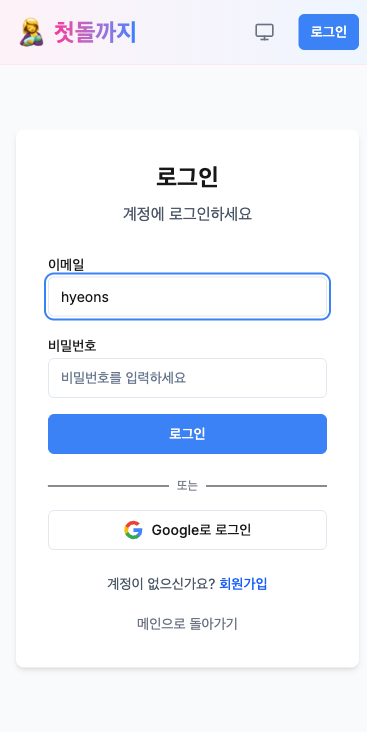 첫돌까지
로그인
로그인
계정에 로그인하세요
이메일
hyeons
비밀번호
비밀번호를 입력하세요
로그인
또는
Google로 로그인
계정이 없으신가요? 회원가입
메인으로 돌아가기